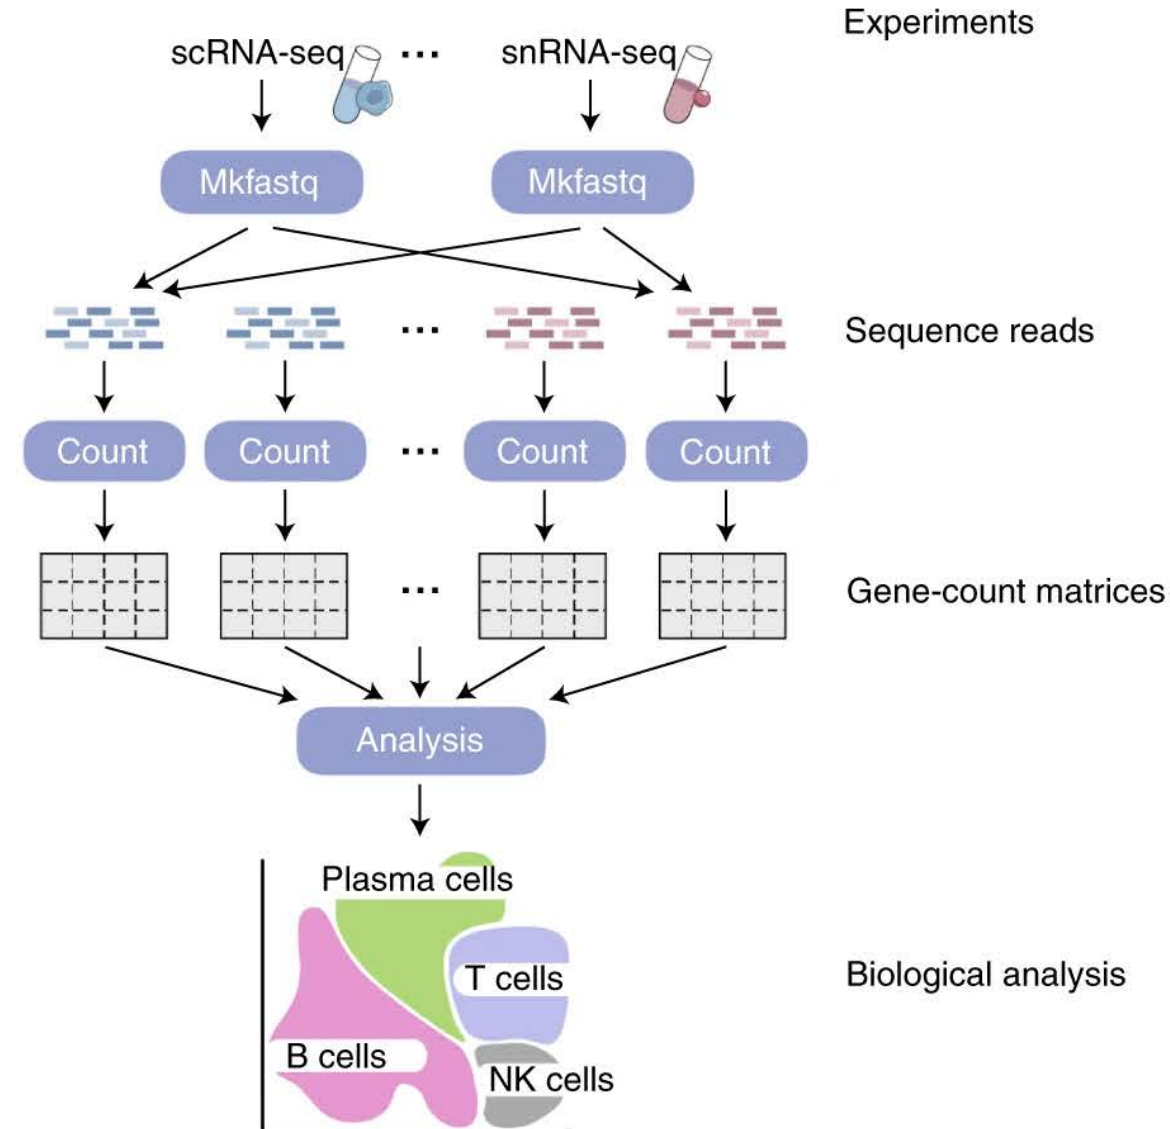 Experiments
scRNA-seq ... snRNA-seq
Mkfastq Mkfastq
... Sequence reads
Count Count ... Count Count
... Gene-count matrices
Analysis
Plasma cells
T cells
Biological analysis
B cells
NK cells